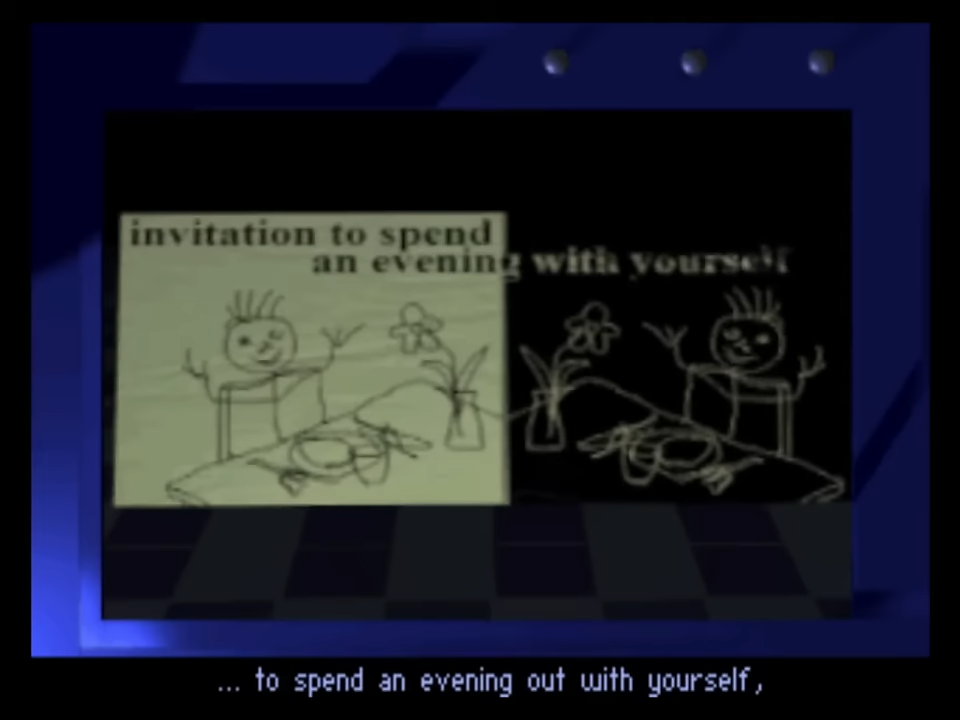 invitation to spend
an evening with yourself
... to spend an evening out with yourself,